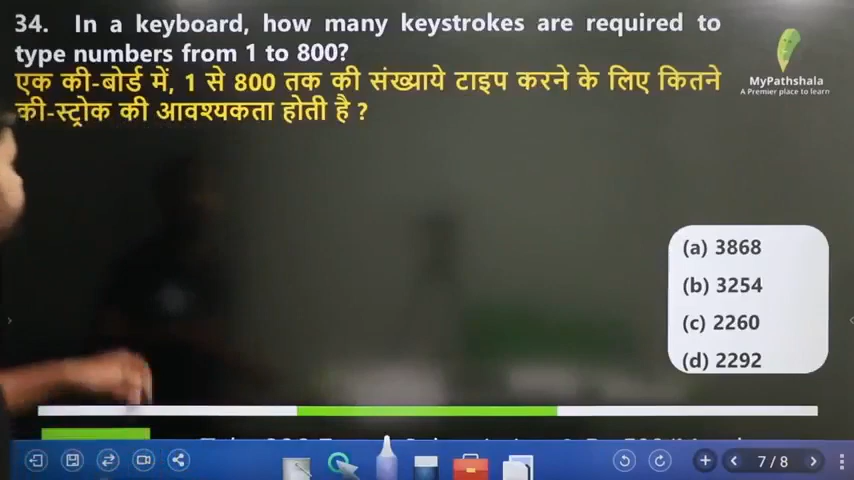 34. In a keyboard, how many keystrokes are required to
type numbers from 1 to 800?
एक की-बोर्ड में, 1 से 800 तक की संख्याये टाइप करने के लिए कितने
की-स्ट्रोक की आवश्यकता होती है ?
MyPathshala
A Premier place to learn
(a) 3868
(b) 3254
(c) 2260
(d) 2292
7 / 8